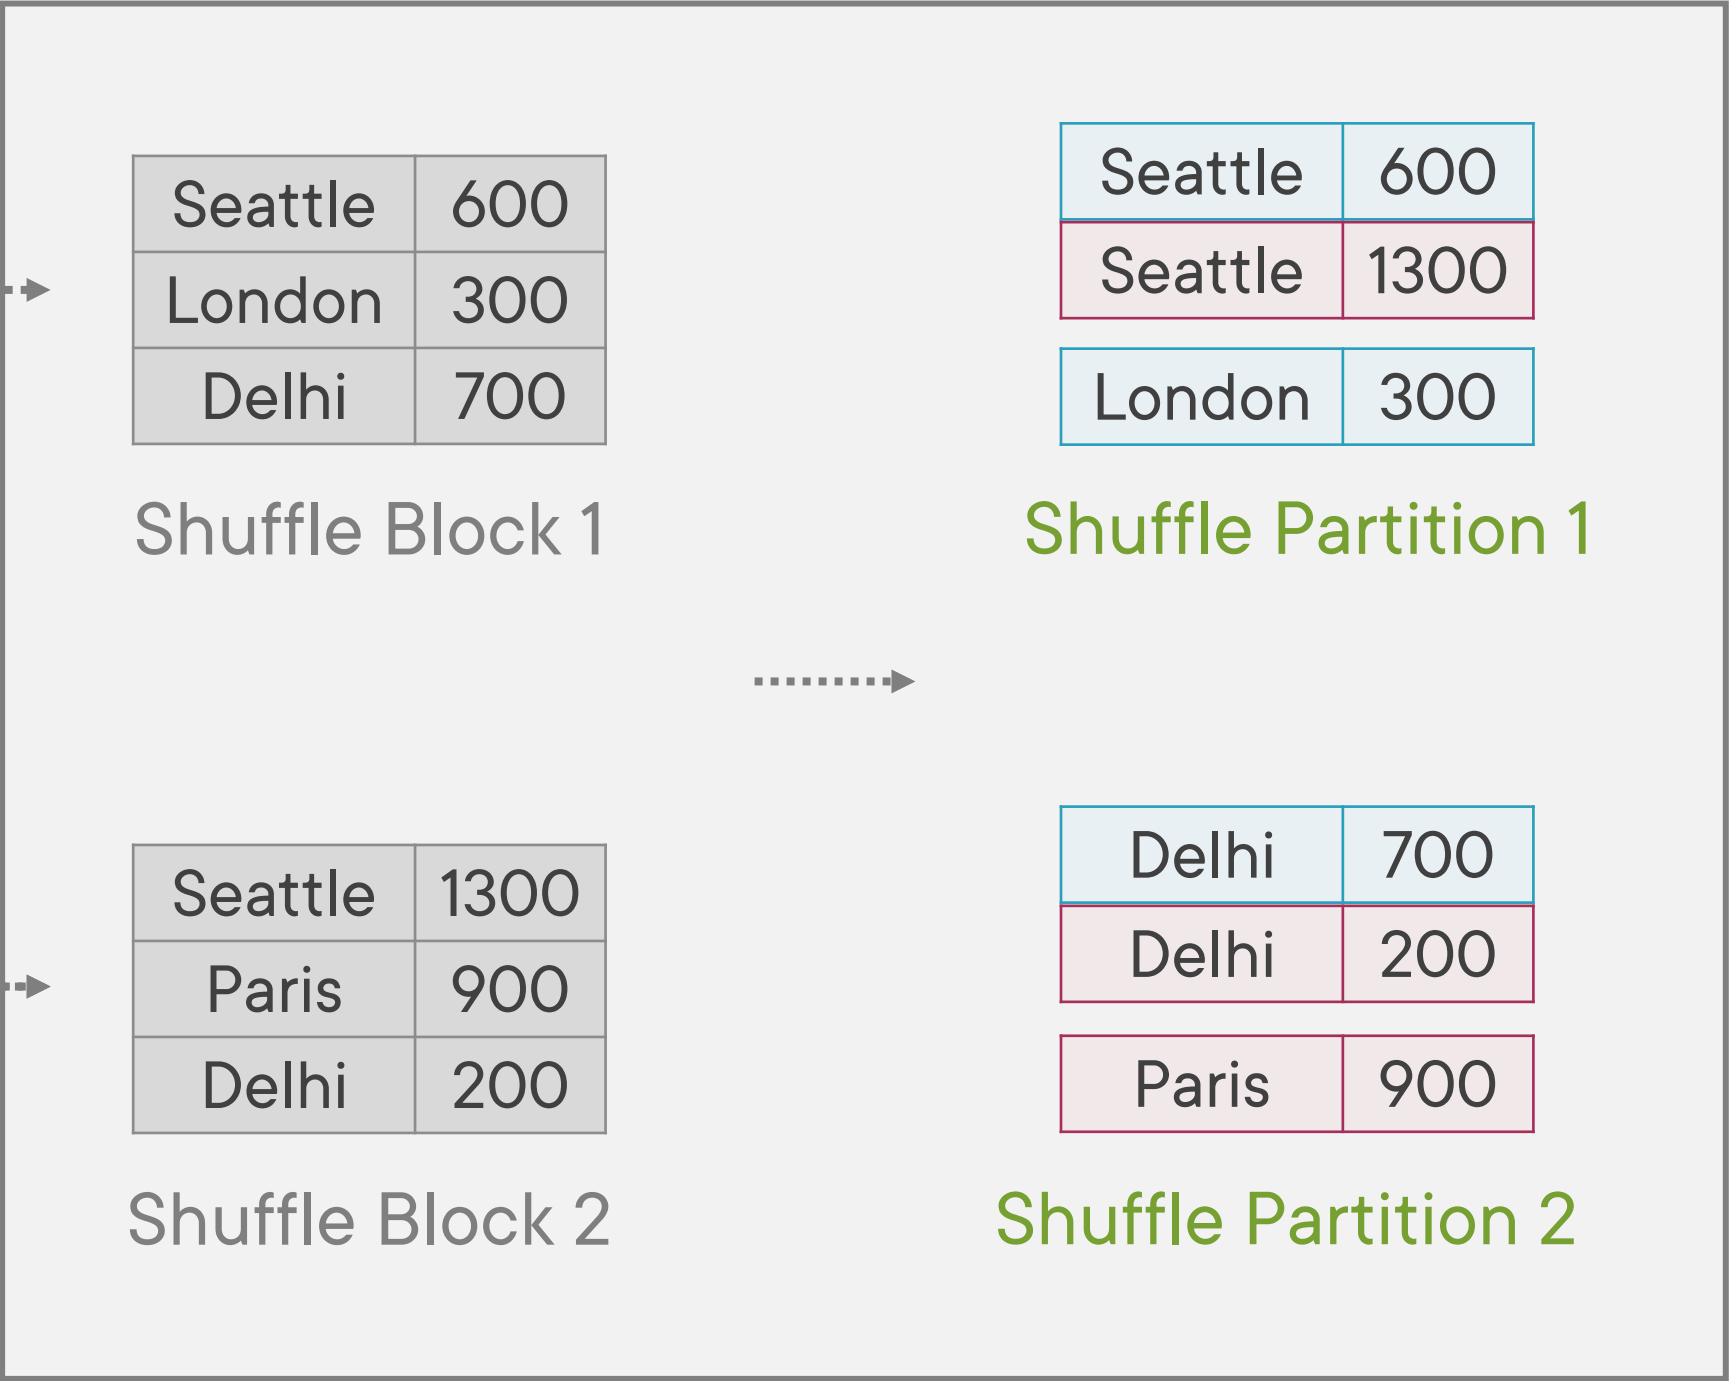 Seattle 600
London 300
Delhi 700
Shuffle Block 1
Seattle 1300
Paris 900
Delhi 200
Shuffle Block 2
Seattle 600
Seattle 1300
London 300
Shuffle Partition 1
Delhi 700
Delhi 200
Paris 900
Shuffle Partition 2